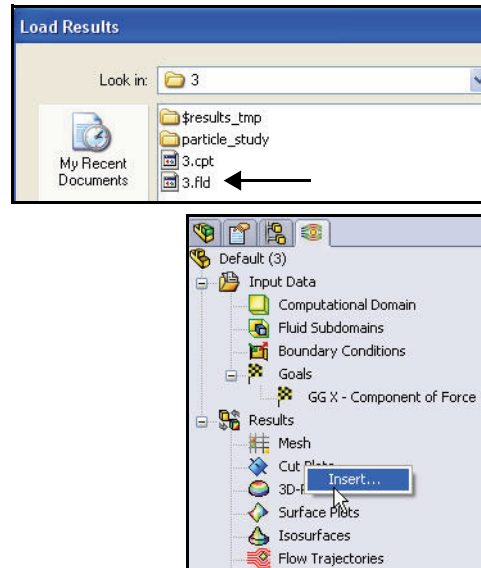 Load Results
Look in: 3
$results_tmp
particle_study
3.cpt
3.fld
My Recent
Documents
Default (3)
Input Data
Computational Domain
Fluid Subdomains
Boundary Conditions
Goals
GG X - Component of Force
Results
Mesh
Cut
Insert...
3D-
Surface Plots
Isosurfaces
Flow Trajectories